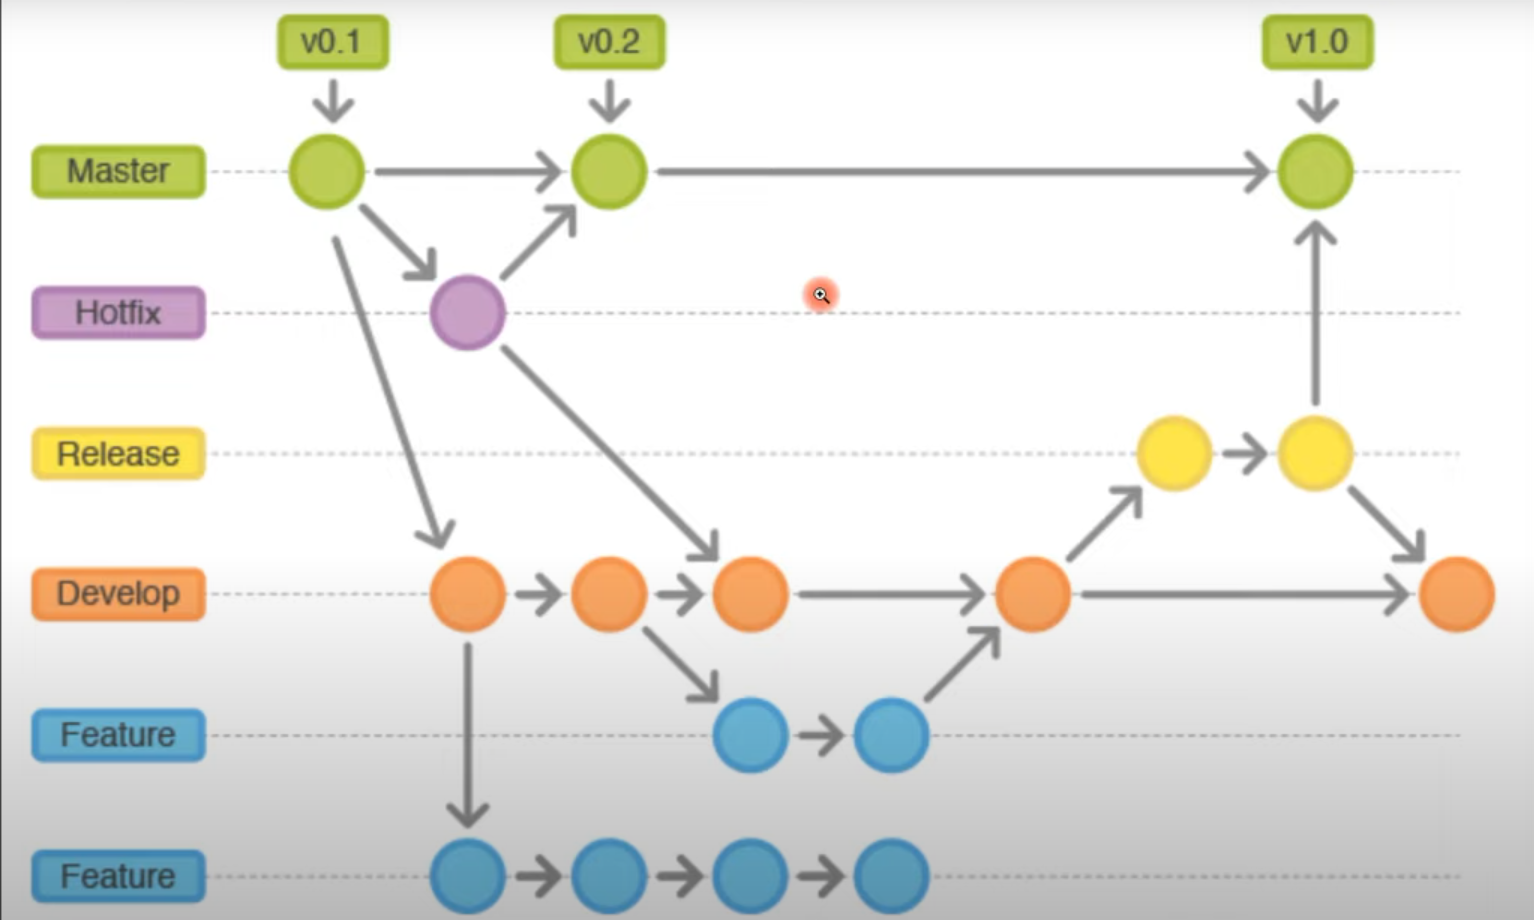 v0.1
v0.2
v1.0
Master
Hotfix
Release
Develop
Feature
Feature